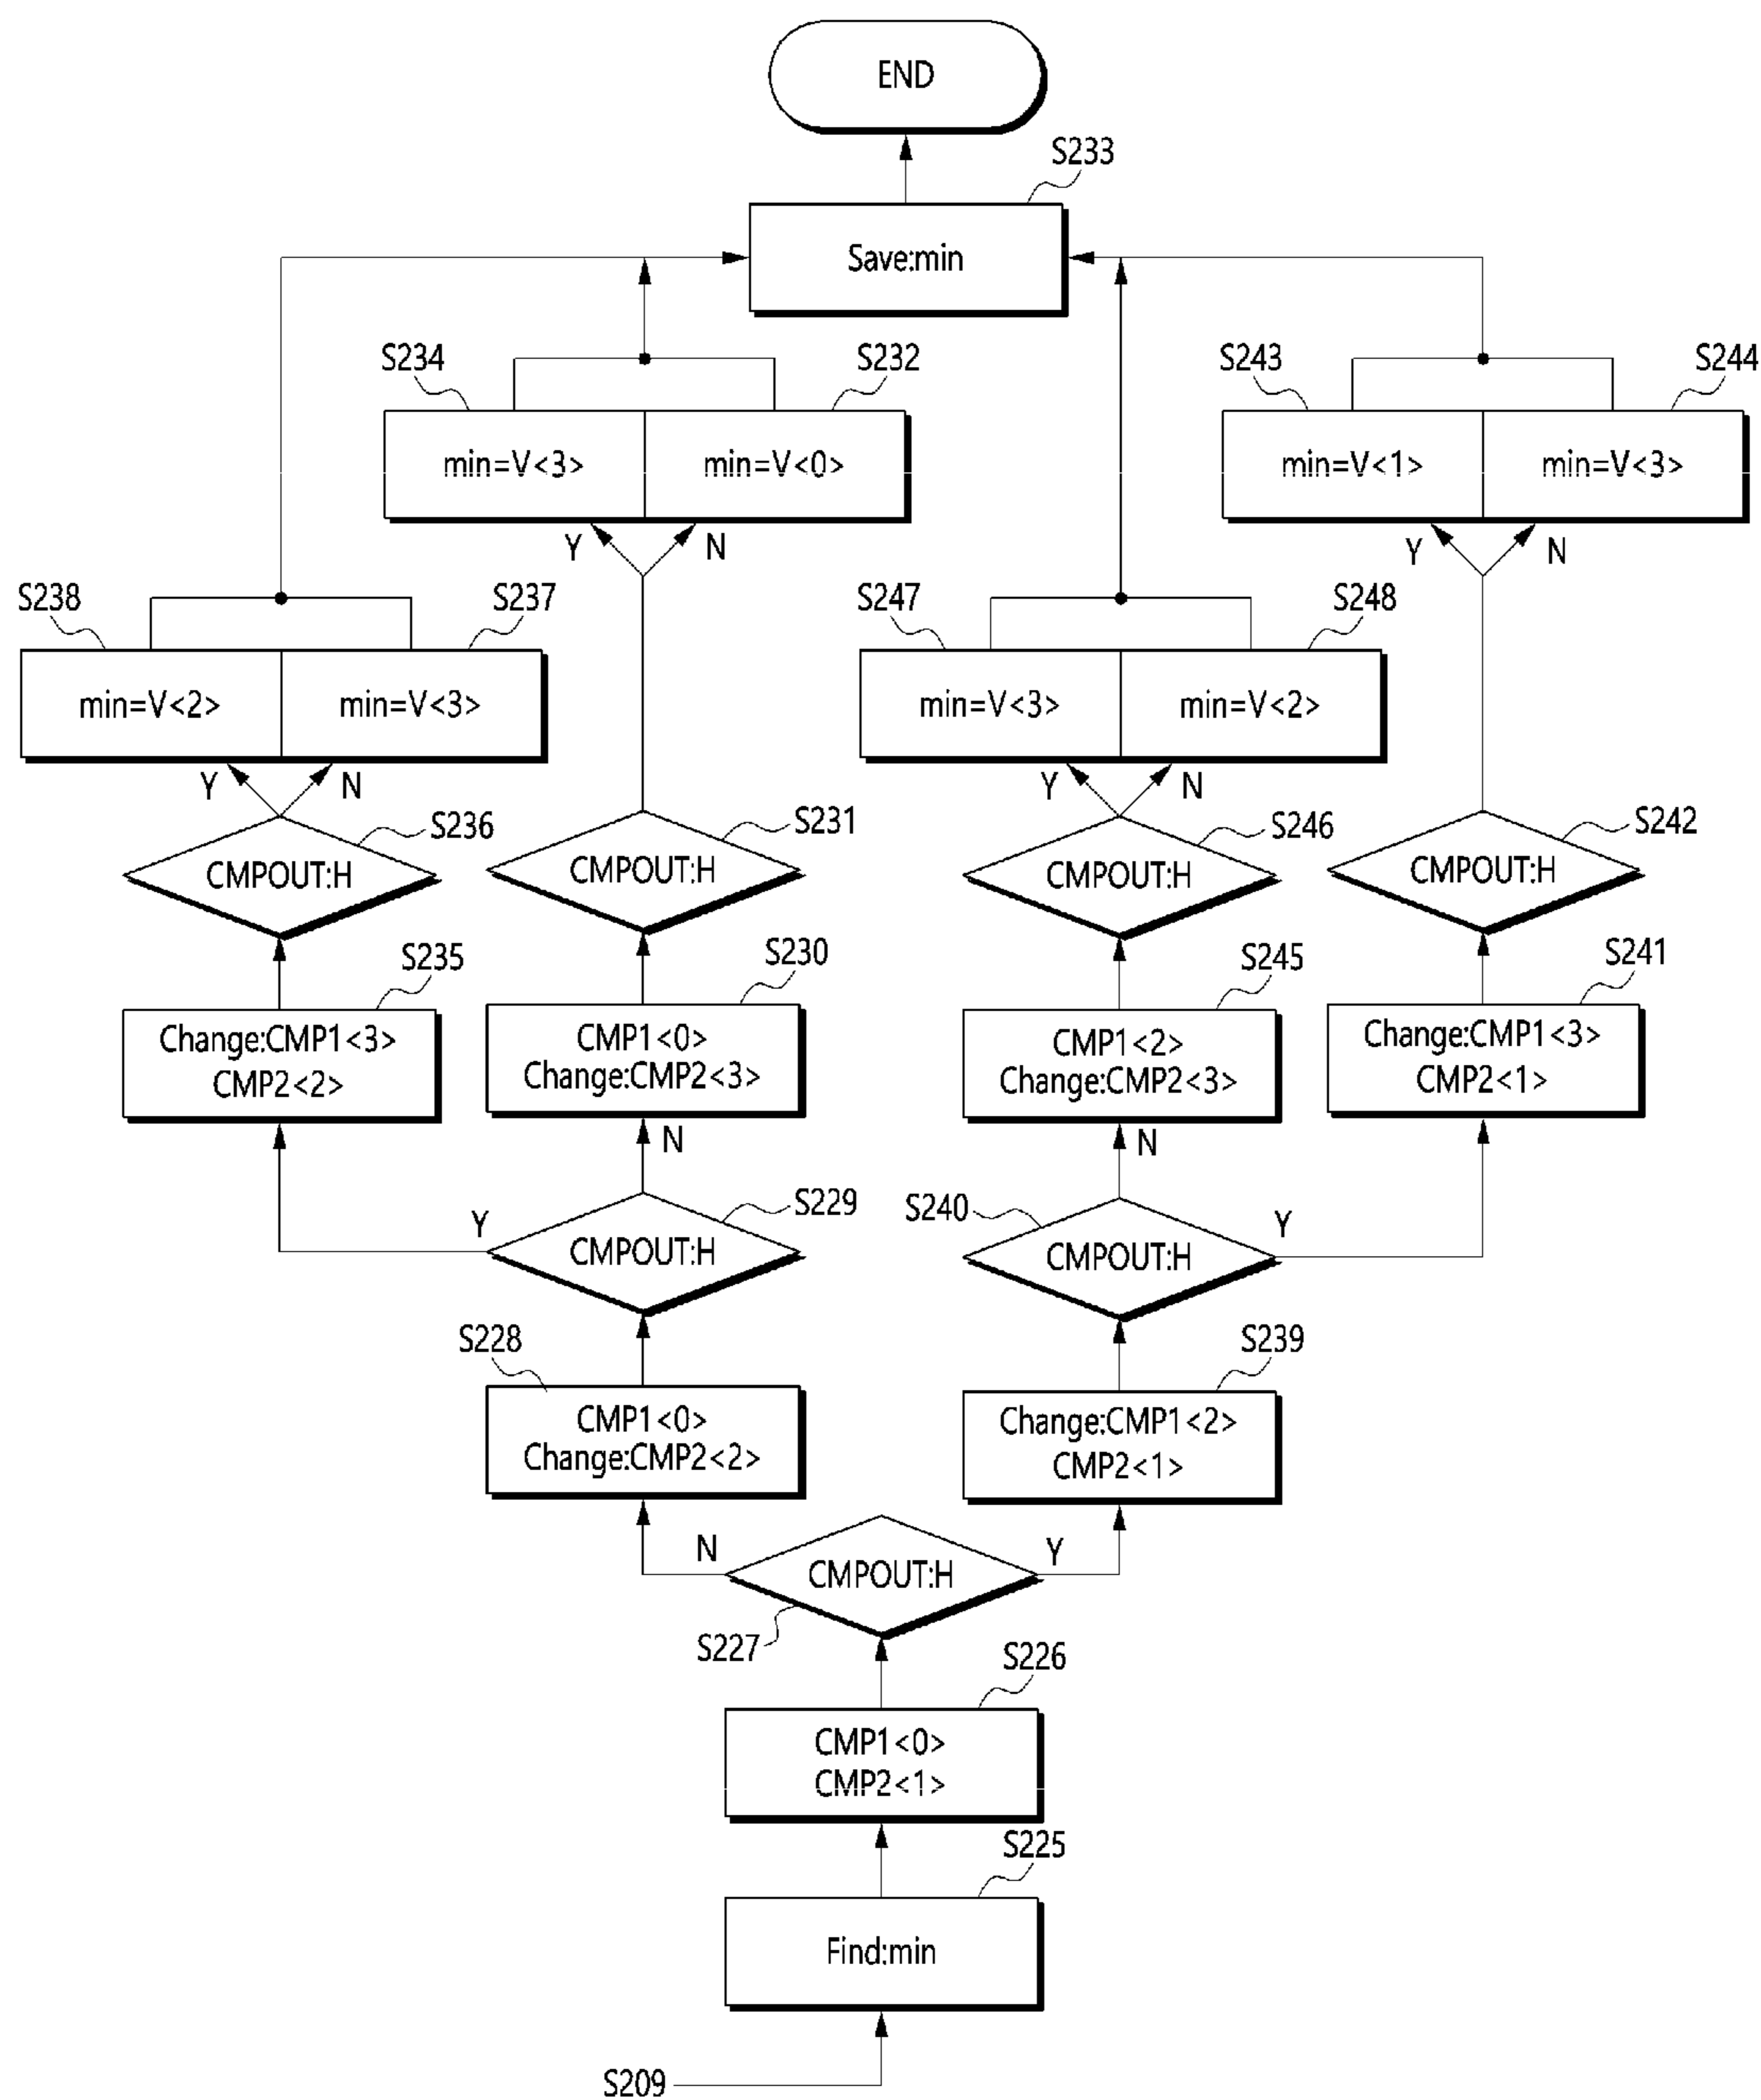 END
S233
Save:min
S234
S232
S243
S244
min=V<3>
min=V<0>
min=V<1>
min=V<3>
Y
N
Y
N
S238
S237
S247
S248
min=V<2>
min=V<3>
min=V<3>
min=V<2>
Y
N
Y
N
S236
S231
S246
S242
CMPOUT:H
CMPOUT:H
CMPOUT:H
CMPOUT:H
S235
S230
S245
S241
Change:CMP1<3>
CMP2<2>
CMP1<0>
Change:CMP2<3>
CMP1<2>
Change:CMP2<3>
Change:CMP1<3>
CMP2<1>
N
N
Y
S229
S240
Y
CMPOUT:H
CMPOUT:H
S228
S239
CMP1<0>
Change:CMP2<2>
Change:CMP1<2>
CMP2<1>
N
Y
CMPOUT:H
S227
S226
CMP1<0>
CMP2<1>
S225
Find:min
S209